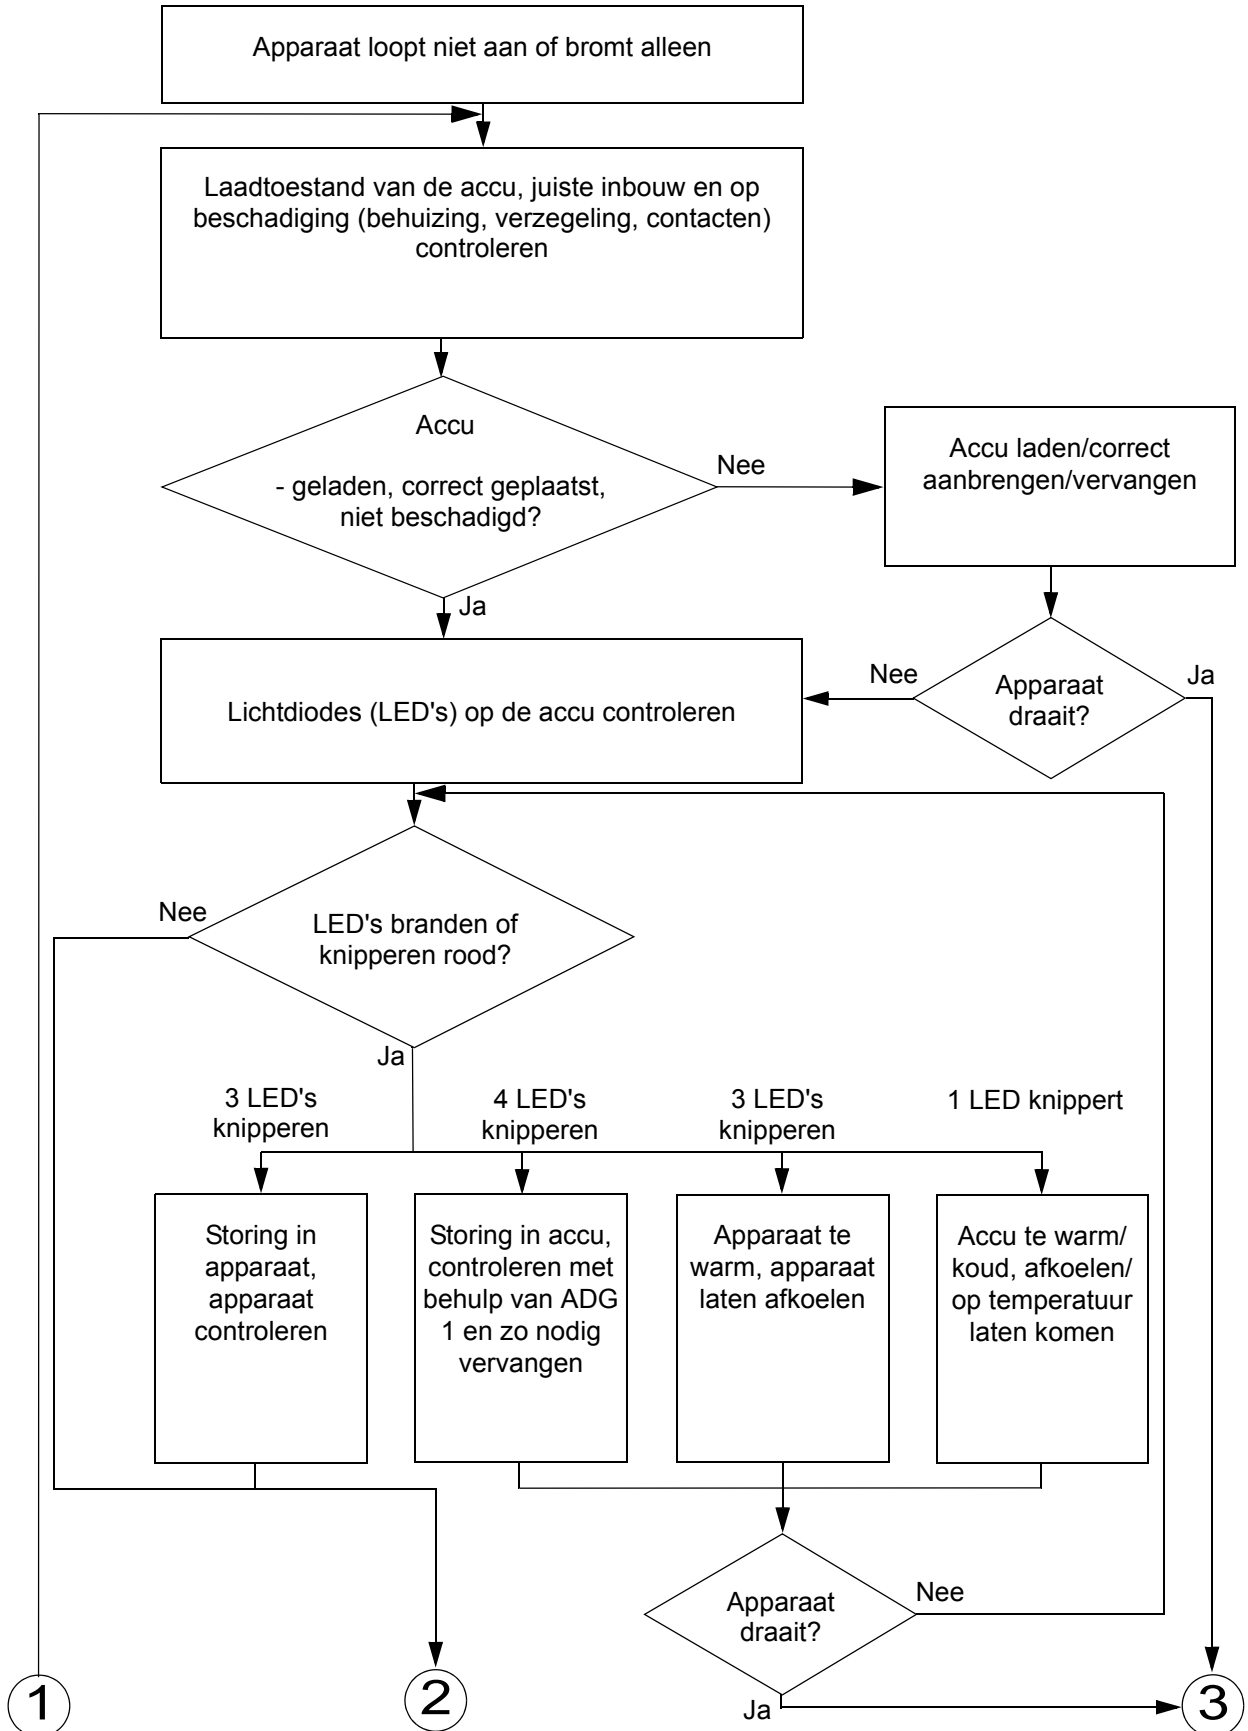 Apparaat loopt niet aan of bromt alleen
Laadtoestand van de accu, juiste inbouw en op
beschadiging (behuizing, verzegeling, contacten)
controleren
Accu
- geladen, correct geplaatst,
niet beschadigd?
Nee
Accu laden/correct
aanbrengen/vervangen
Ja
Lichtdiodes (LED's) op de accu controleren
Nee
Apparaat
draait?
Ja
Nee
LED's branden of
knipperen rood?
Ja
3 LED's
knipperen
4 LED's
knipperen
3 LED's
knipperen
1 LED knippert
Storing in
apparaat,
apparaat
controleren
Storing in accu,
controleren met
behulp van ADG
1 en zo nodig
vervangen
Apparaat te
warm, apparaat
laten afkoelen
Accu te warm/
koud, afkoelen/
op temperatuur
laten komen
Apparaat
draait?
Nee
Ja
1
2
3